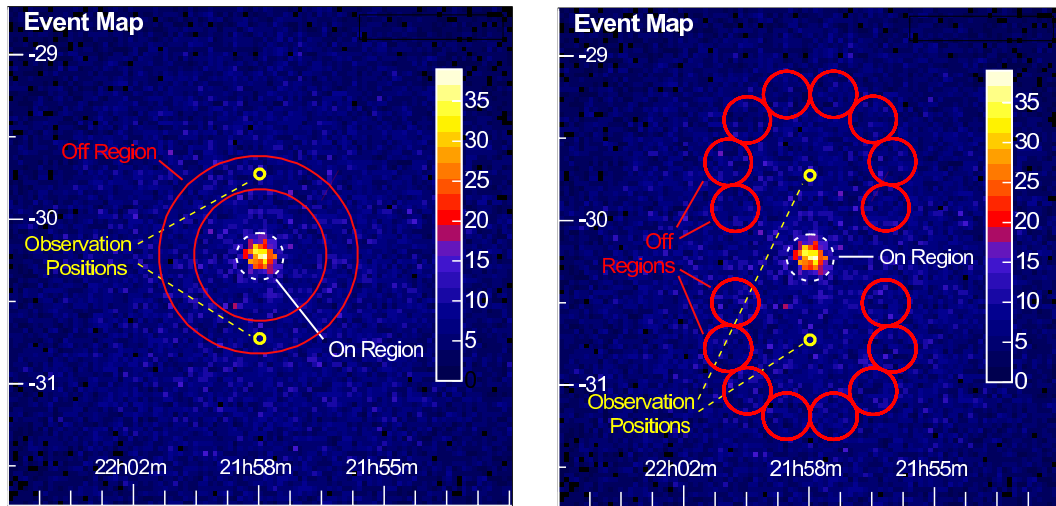 Event Map
-29
-30
-31
Off Region
Observation
Positions
On Region
35
30
25
20
15
10
5
0
22h02m
21h58m
21h55m
Event Map
-29
-30
-31
Off
Regions
On Region
Observation
Positions
35
30
25
20
15
10
5
0
22h02m
21h58m
21h55m